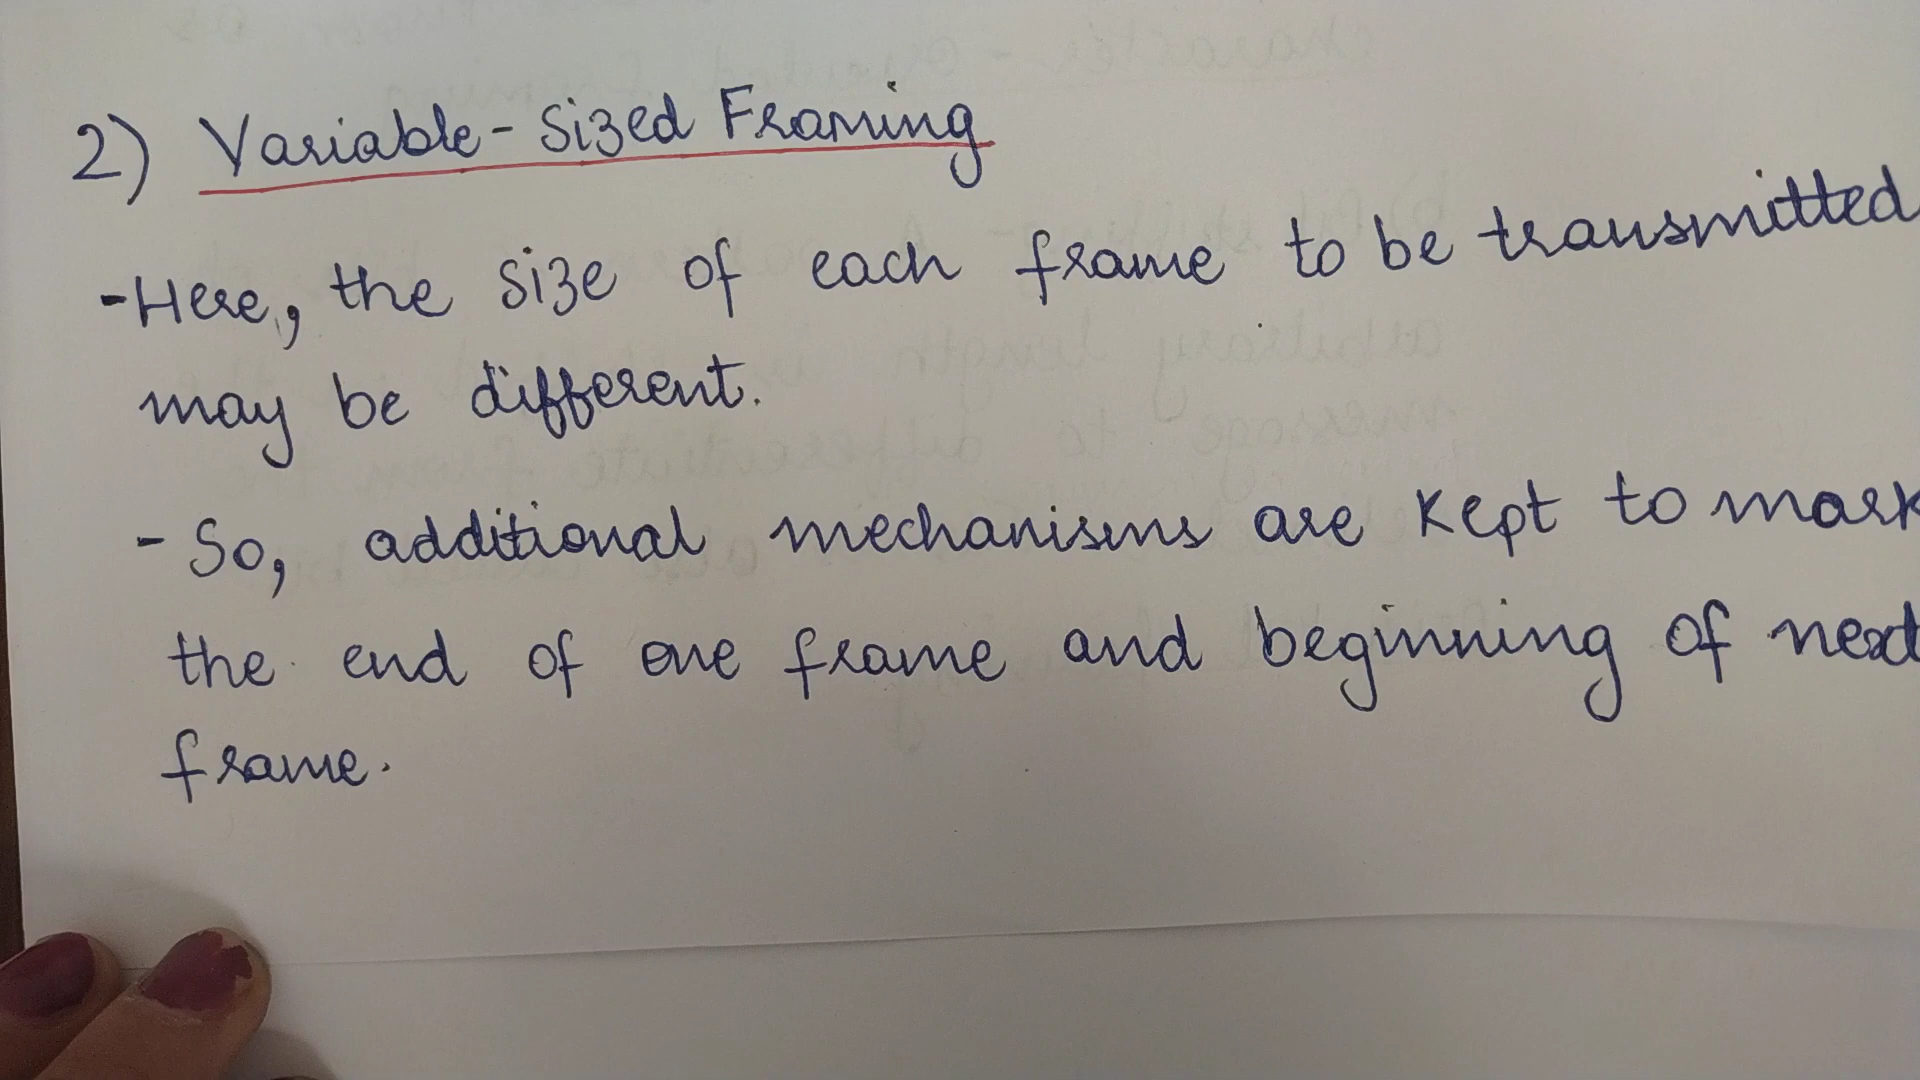 2) Variable-Sized Framing
-Here, the size of each frame to be transmitted
may be different.
- So, additional mechanisms are kept to mark
the end of one frame and beginning of next
frame.